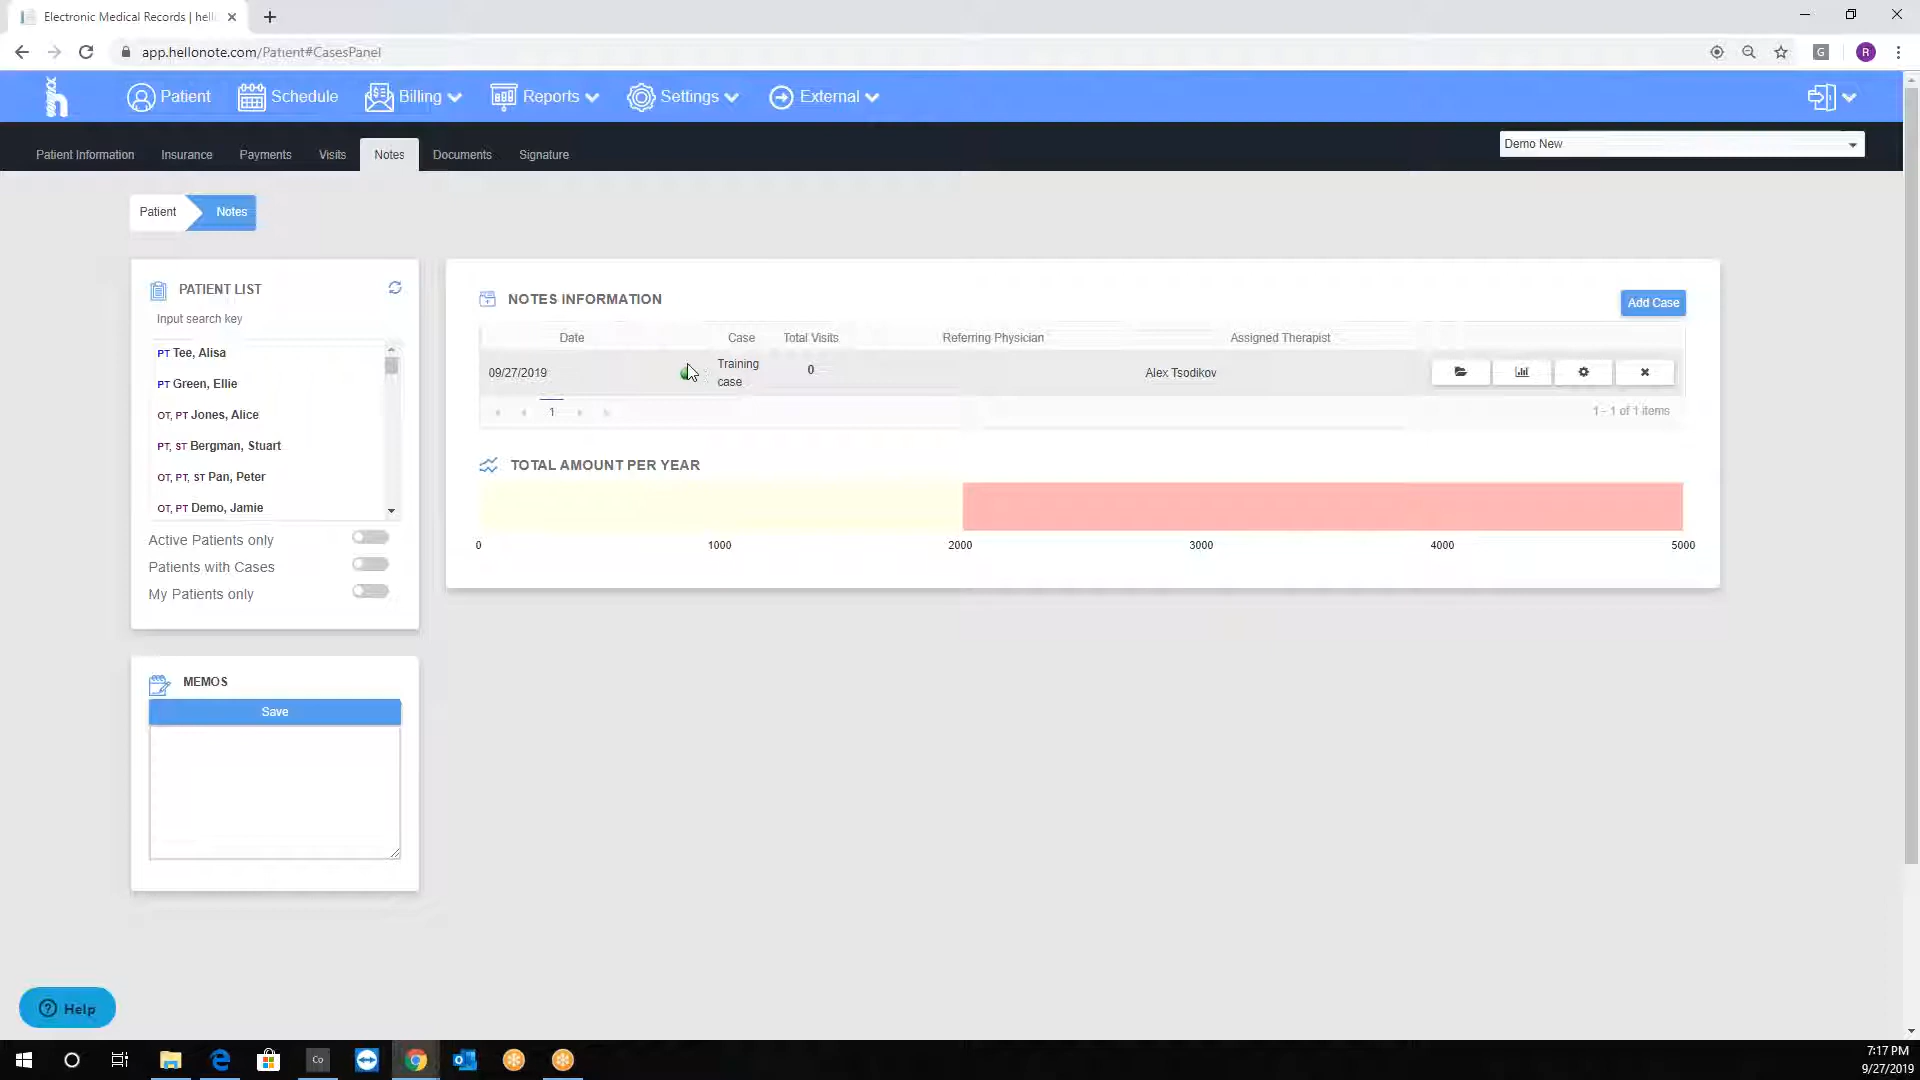 Electronic Medical Records | hell
app.hellonote.com/Patient#CasesPanel
G
R
Patient
Schedule
Billing
Reports
Settings
External
Patient Information
Insurance
Payments
Visits
Notes
Documents
Signature
Demo New
Patient
Notes
PATIENT LIST
Input search key
PT Tee, Alisa
PT Green, Ellie
OT, PT Jones, Alice
PT, ST Bergman, Stuart
OT, PT, ST Pan, Peter
OT, PT Demo, Jamie
Active Patients only
Patients with Cases
My Patients only
NOTES INFORMATION
Add Case
Date Case Total Visits Referring Physician Assigned Therapist
09/27/2019 Training case 0 Alex Tsodikov
1
1 - 1 of 1 items
TOTAL AMOUNT PER YEAR
0 1000 2000 3000 4000 5000
MEMOS
Save
Help
Co
7:17 PM
9/27/2019